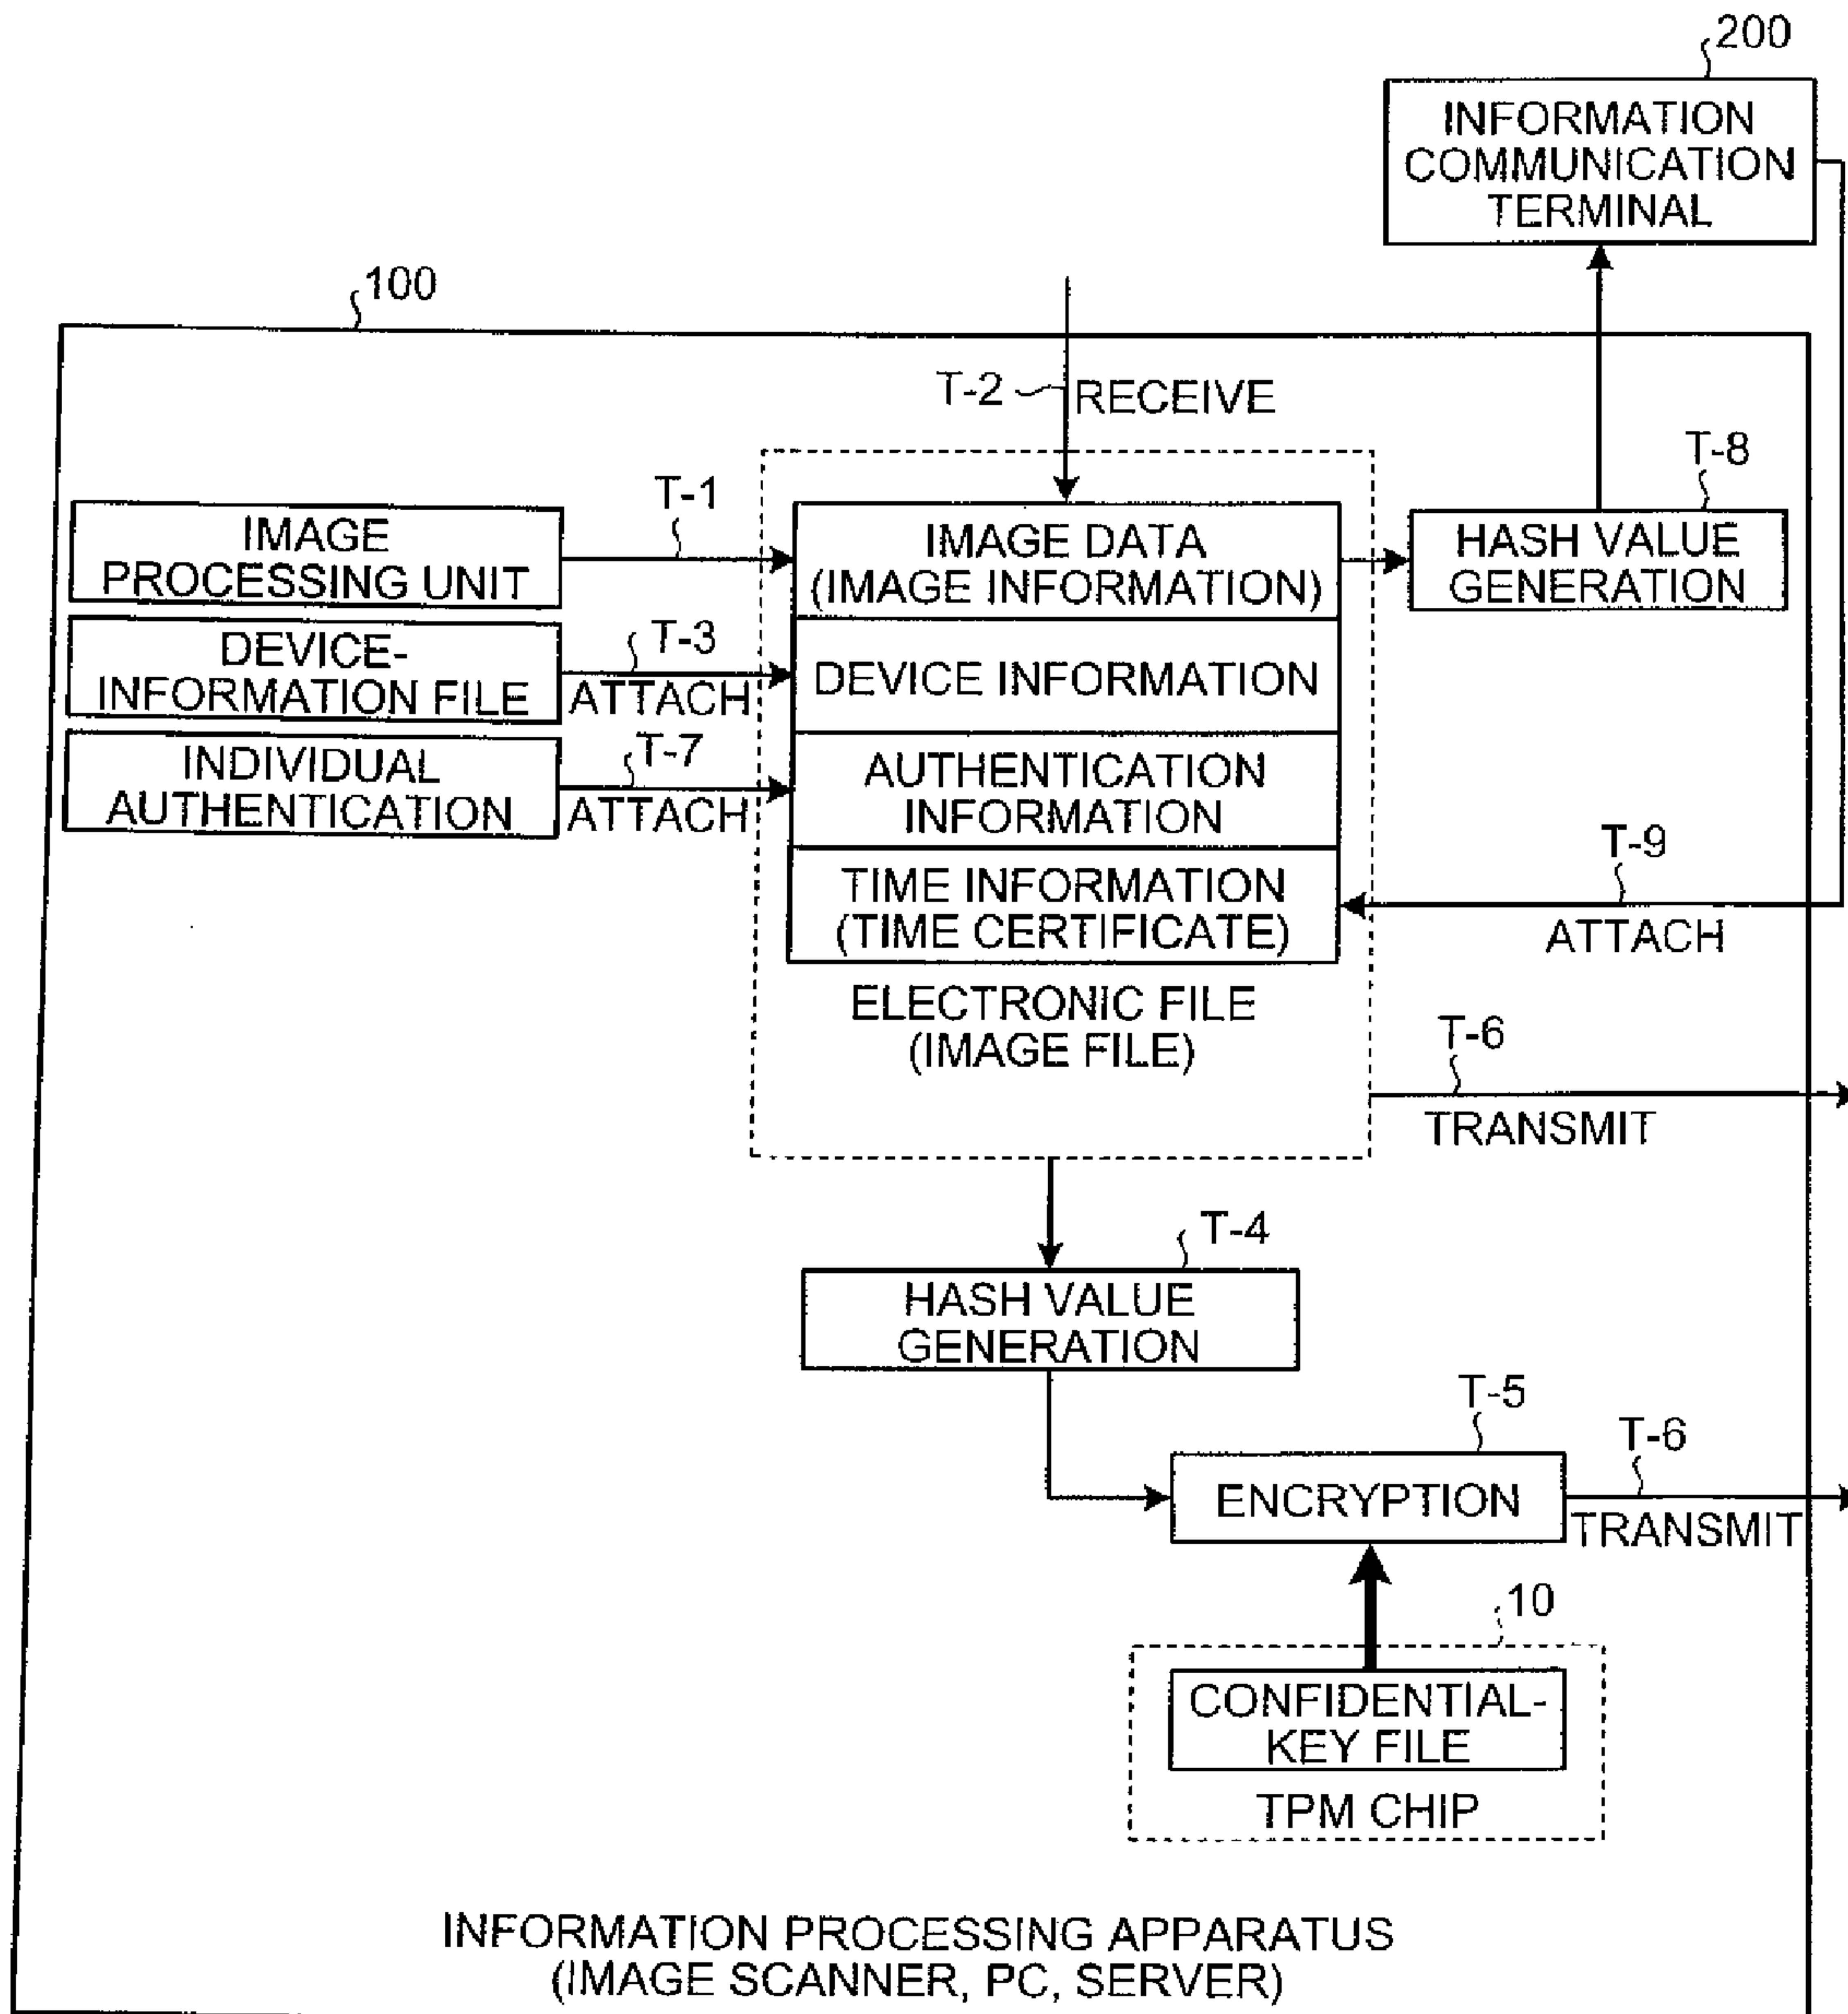 200
INFORMATION
COMMUNICATION
TERMINAL
100
T-2
RECEIVE
T-8
T-1
IMAGE
PROCESSING UNIT
IMAGE DATA
(IMAGE INFORMATION)
HASH VALUE
GENERATION
T-3
DEVICE-
INFORMATION FILE
ATTACH
DEVICE INFORMATION
T-7
INDIVIDUAL
AUTHENTICATION
ATTACH
AUTHENTICATION
INFORMATION
T-9
TIME INFORMATION
(TIME CERTIFICATE)
ATTACH
ELECTRONIC FILE
(IMAGE FILE)
T-6
TRANSMIT
T-4
HASH VALUE
GENERATION
T-5
T-6
ENCRYPTION
TRANSMIT
10
CONFIDENTIAL-
KEY FILE
TPM CHIP
INFORMATION PROCESSING APPARATUS
(IMAGE SCANNER, PC, SERVER)